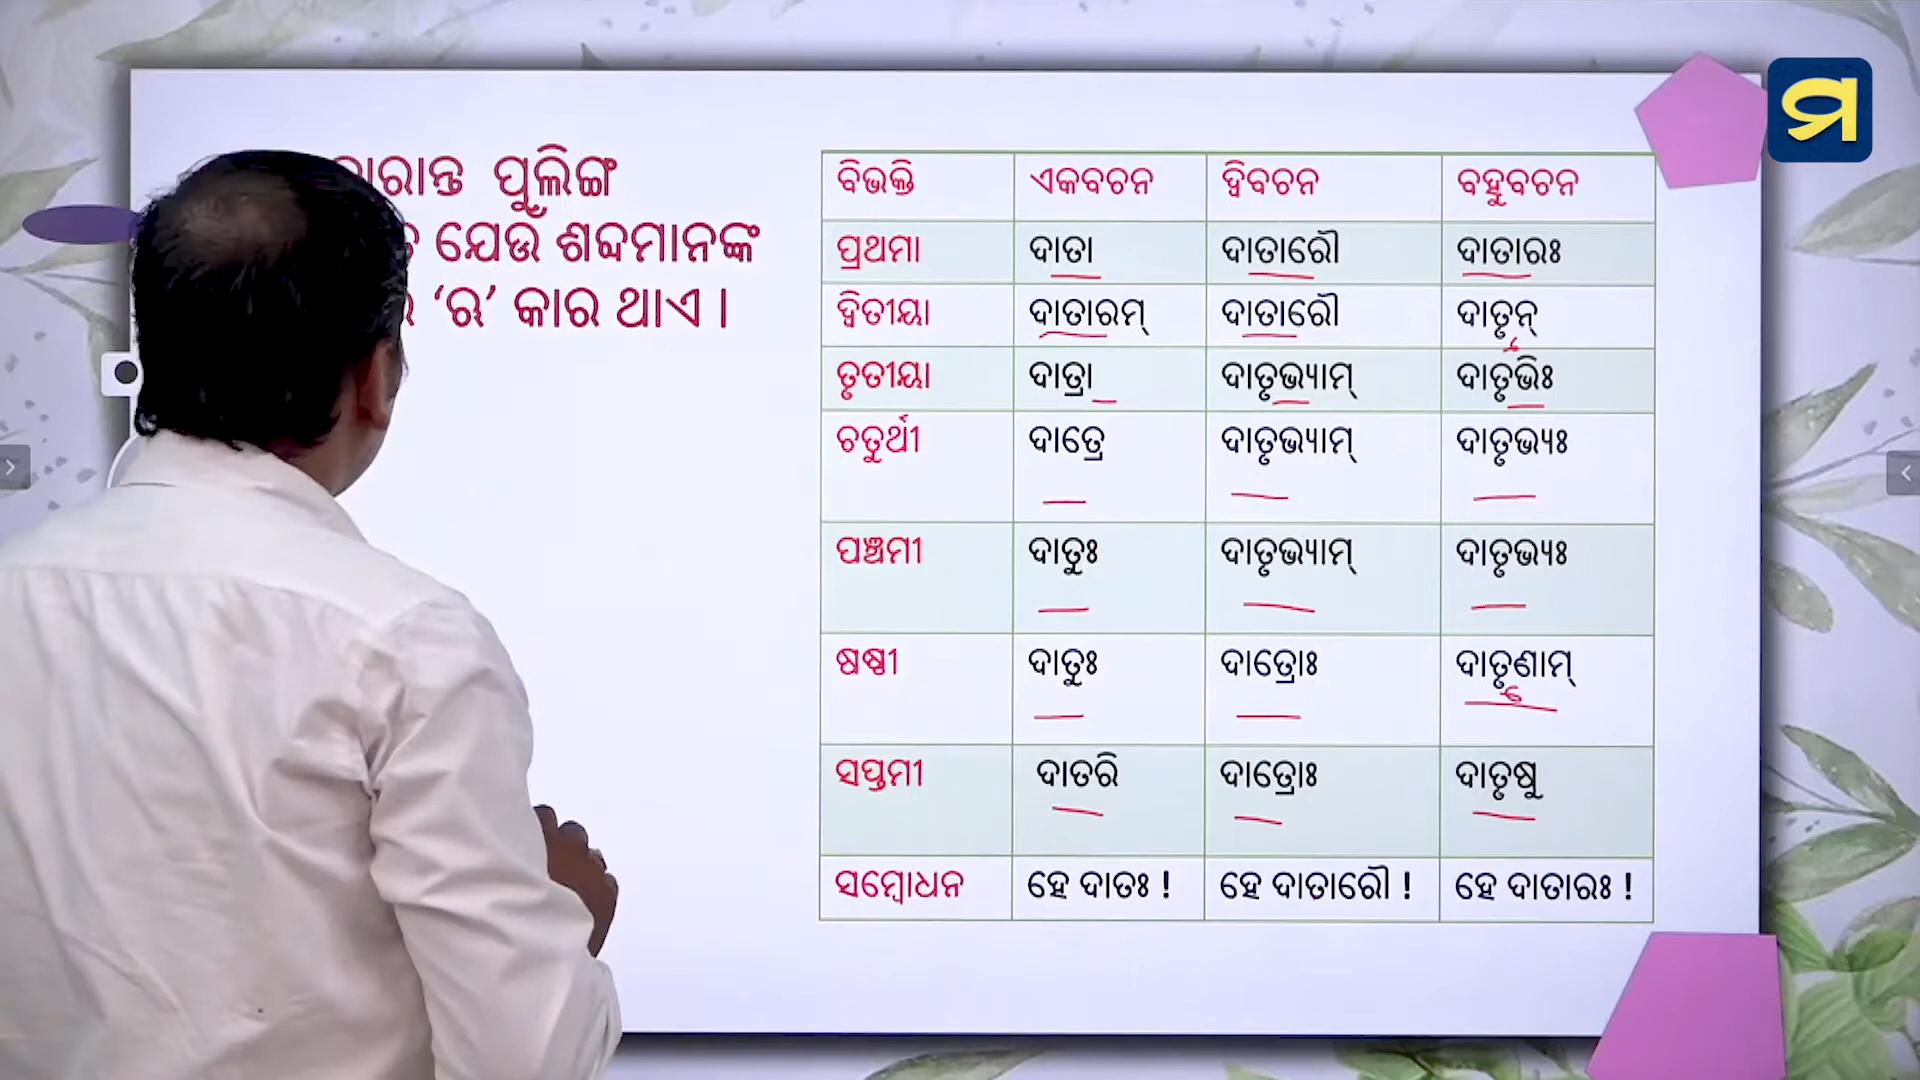 ପୁଲିଙ୍ଗ
ଯେଉଁ ଶବ୍ଦମାନଙ୍କ
‘ଋ’ କାର ଥାଏ ।
ବିଭକ୍ତି ଏକବଚନ ଦ୍ୱିବଚନ ବହୁବଚନ
ପ୍ରଥମା ଦାତା ଦାତାରୌ ଦାତାରଃ
ଦ୍ୱିତୀୟା ଦାତାରମ୍ ଦାତାରୌ ଦାତୃନ୍
ତୃତୀୟା ଦାତ୍ରା ଦାତୃଭ୍ୟାମ୍ ଦାତୃଭିଃ
ଚତୁର୍ଥୀ ଦାତ୍ରେ ଦାତୃଭ୍ୟାମ୍ ଦାତୃଭ୍ୟଃ
ପଞ୍ଚମୀ ଦାତୁଃ ଦାତୃଭ୍ୟାମ୍ ଦାତୃଭ୍ୟଃ
ଷଷ୍ଠୀ ଦାତୁଃ ଦାତ୍ରୋଃ ଦାତୃଣାମ୍
ସପ୍ତମୀ ଦାତରି ଦାତ୍ରୋଃ ଦାତୃଷୁ
ସମ୍ବୋଧନ ହେ ଦାତଃ ! ହେ ଦାତାରୌ ! ହେ ଦାତାରଃ !